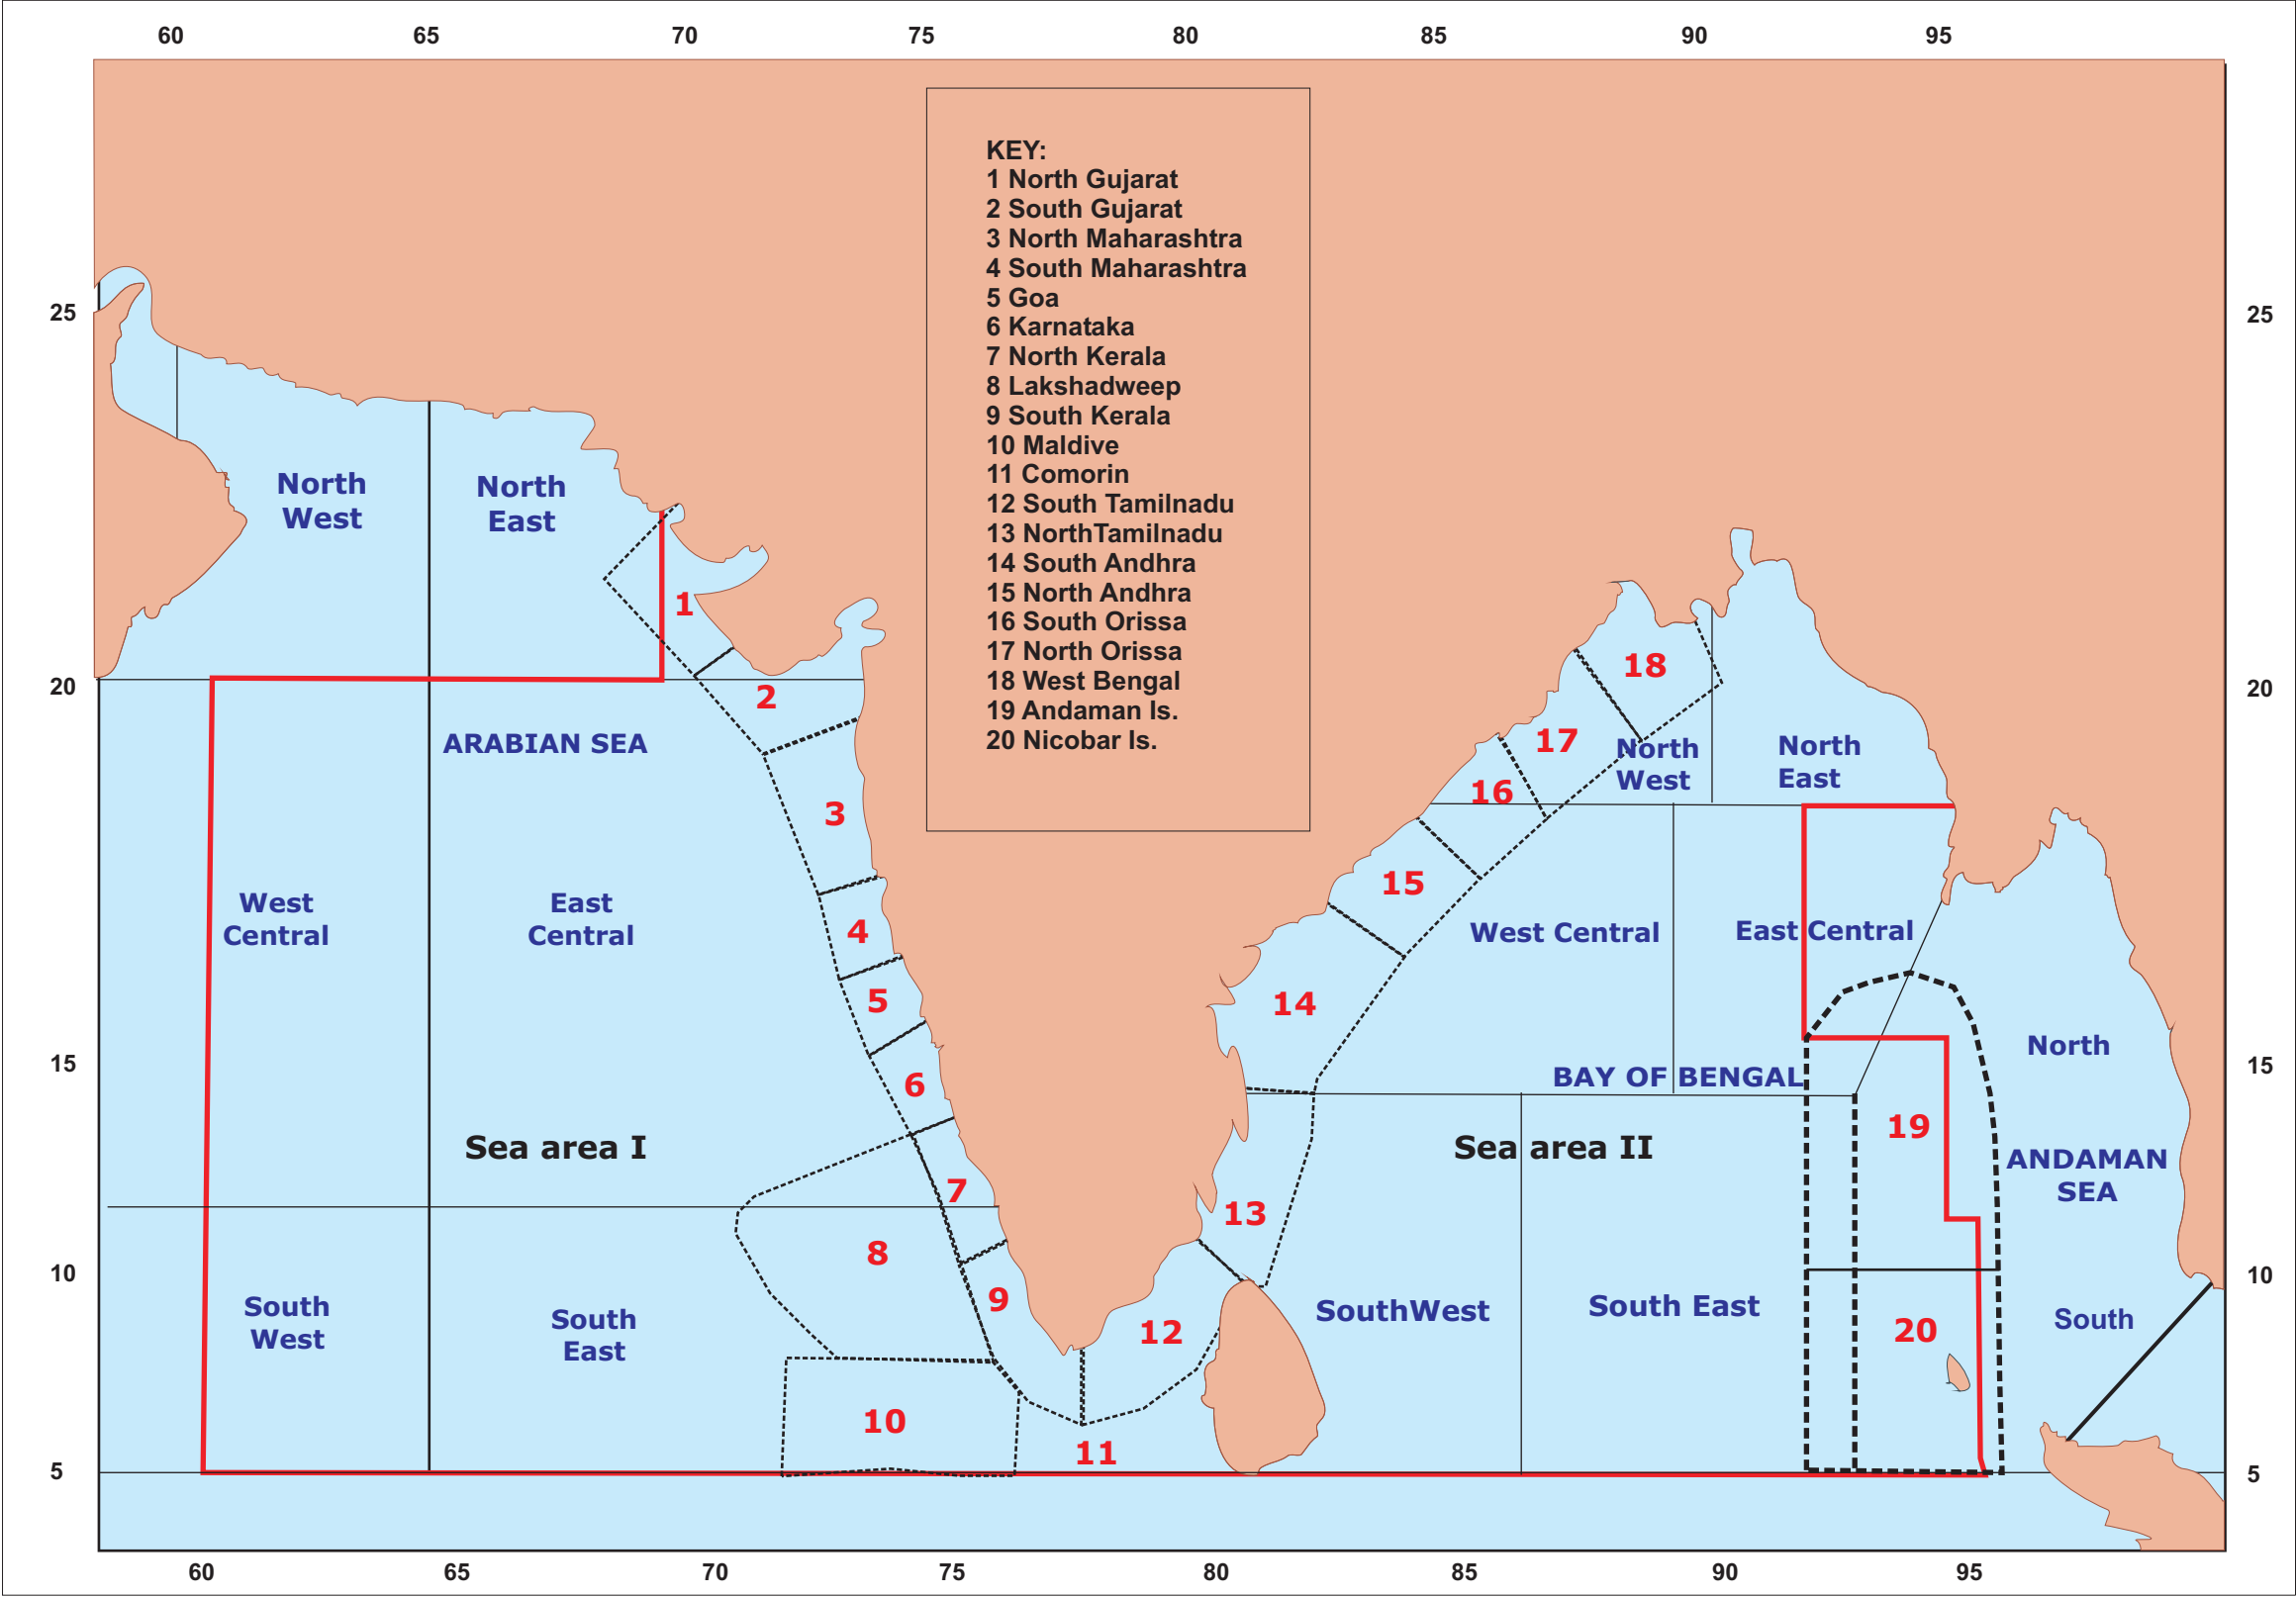 60 65 70 75 80 85 90 95
KEY:
1 North Gujarat
2 South Gujarat
3 North Maharashtra
4 South Maharashtra
5 Goa
6 Karnataka
7 North Kerala
8 Lakshadweep
9 South Kerala
10 Maldive
11 Comorin
12 South Tamilnadu
13 NorthTamilnadu
14 South Andhra
15 North Andhra
16 South Orissa
17 North Orissa
18 West Bengal
19 Andaman Is.
20 Nicobar Is.
25
25
North
West
North
East
1
18
20
20
2
17
ARABIAN SEA
North
West
North
East
3
16
15
West
Central
East
Central
4
West Central
East Central
5
14
North
15
15
6
BAY OF BENGAL
19
Sea area I
Sea area II
ANDAMAN
SEA
7
13
8
10
10
9
South
West
South
East
12
SouthWest
South East
20
South
10
11
5
5
60 65 70 75 80 85 90 95